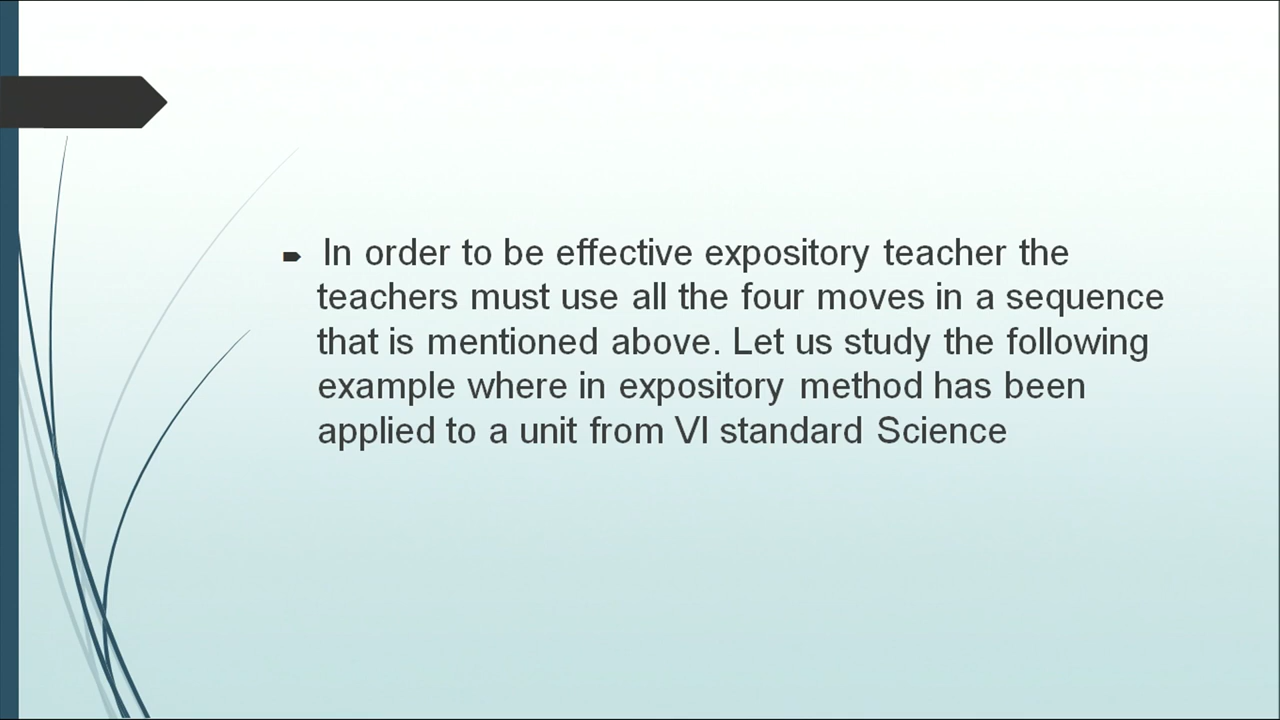 In order to be effective expository teacher the
teachers must use all the four moves in a sequence
that is mentioned above. Let us study the following
example where in expository method has been
applied to a unit from VI standard Science